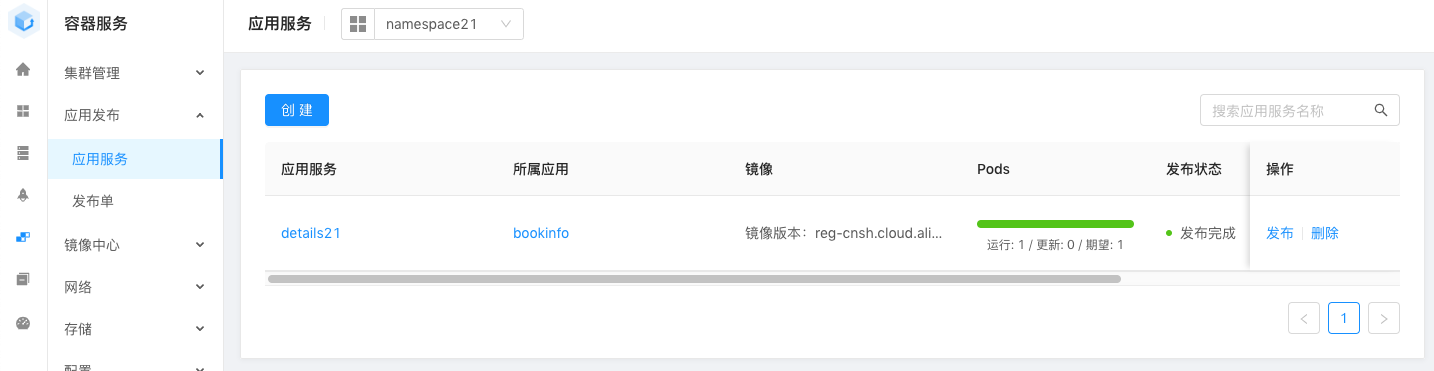 容器服务
应用服务
namespace21
集群管理
应用发布
应用服务
发布单
镜像中心
网络
存储
配置
创 建
搜索应用服务名称
应用服务 所属应用 镜像 Pods 发布状态 操作
details21 bookinfo 镜像版本：reg-cnsh.cloud.ali... 发布完成 发布 删除
运行: 1 / 更新: 0 / 期望: 1
1